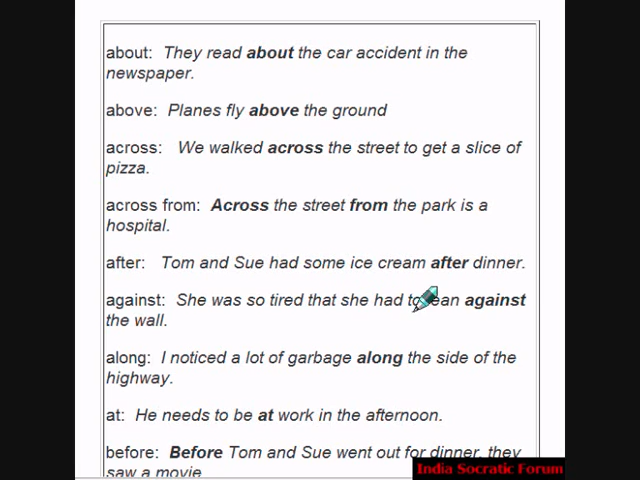 about: They read about the car accident in the
newspaper.
above: Planes fly above the ground
across: We walked across the street to get a slice of
pizza.
across from: Across the street from the park is a
hospital.
after: Tom and Sue had some ice cream after dinner.
against: She was so tired that she had to lean against
the wall.
along: I noticed a lot of garbage along the side of the
highway.
at: He needs to be at work in the afternoon.
before: Before Tom and Sue went out for dinner, they
saw a movie
India Socratic Forum